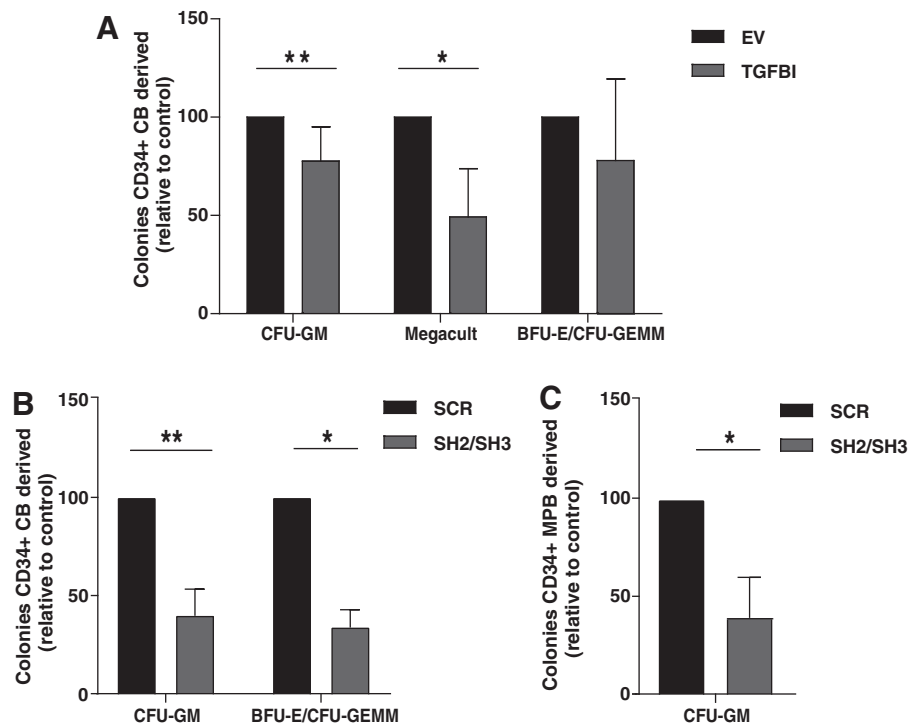 A
Colonies CD34+ CB derived
(relative to control)
150
100
50
0
** 
*
EV
TGFBI
CFU-GM
Megacult
BFU-E/CFU-GEMM
B
Colonies CD34+ CB derived
(relative to control)
150
100
50
0
**
*
SCR
SH2/SH3
CFU-GM
BFU-E/CFU-GEMM
C
Colonies CD34+ MPB derived
(relative to control)
150
100
50
0
*
SCR
SH2/SH3
CFU-GM